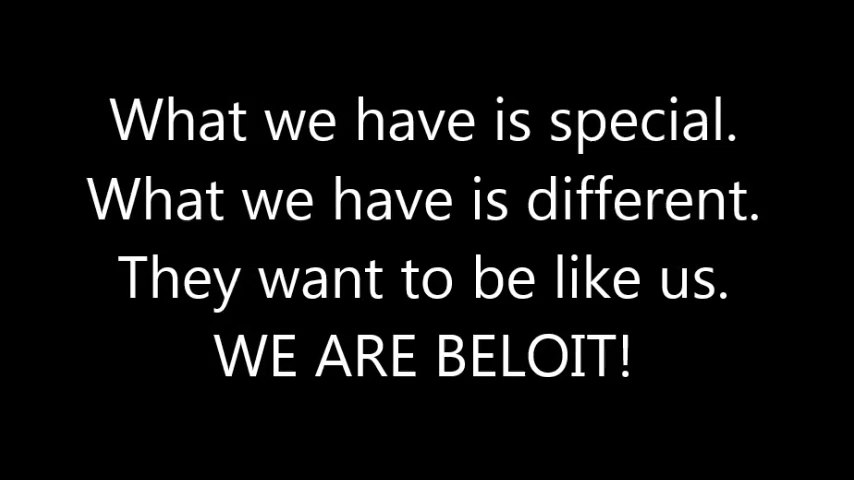 What we have is special.
What we have is different.
They want to be like us.
WE ARE BELOIT!